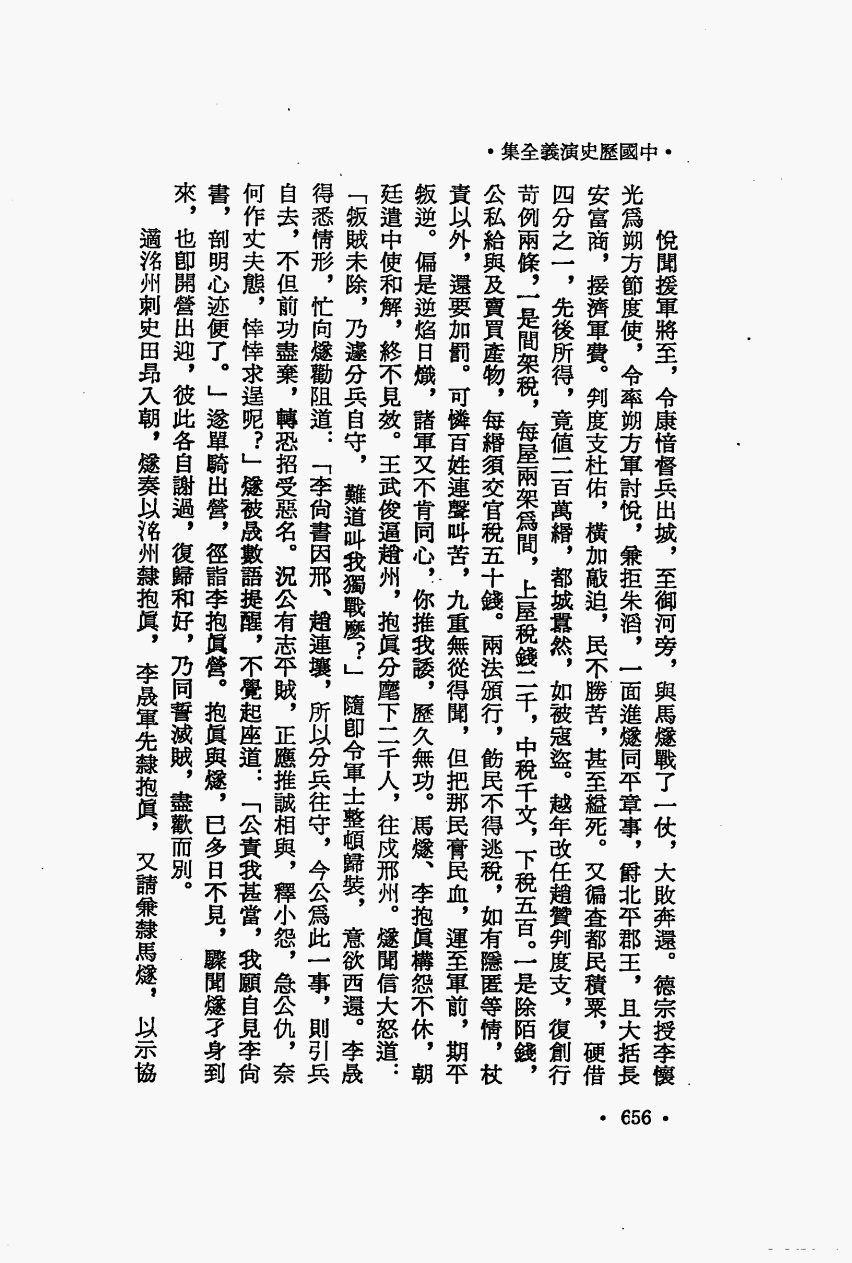 •中國歷史演義全集•
悅聞援軍將至，令康愔督兵出城，至御河旁，與馬燧戰了一仗，大敗奔還。德宗授李懷
光爲朔方節度使，令率朔方軍討悅，兼拒朱滔，一面進燧同平章事，爵北平郡王，且大括長
安富商，接濟軍費。判度支杜佑，橫加敲迫，民不勝苦，甚至縊死。又徧查都民積粟，硬借
四分之一，先後所得，竟值二百萬緡，都城囂然，如被寇盜。越年改任趙贊判度支，復創行
苛例兩條，一是間架稅，每屋兩架爲間，上屋稅錢二千，中稅千文，下稅五百。一是除陌錢，
公私給與及賣買產物，每緡須交官稅五十錢。兩法頒行，飭民不得逃稅，如有隱匿等情，杖
責以外，還要加罰。可憐百姓連聲叫苦，九重無從得聞，但把那民膏民血，運至軍前，期平
叛逆。偏是逆焰日熾，諸軍又不肯同心，你推我諉，歷久無功。馬燧、李抱眞構怨不休，朝
廷遣中使和解，終不見效。王武俊逼趙州，抱眞分麾下二千人，往戍邢州。燧聞信大怒道：
「叛賊未除，乃遽分兵自守，難道叫我獨戰麼？」隨卽令軍士整頓歸裝，意欲西還。李晟
得悉情形，忙向燧勸阻道：「李尙書因邢、趙連壤，所以分兵往守，今公爲此一事，則引兵
自去，不但前功盡棄，轉恐招受惡名。況公有志平賊，正應推誠相與，釋小怨，急公仇，奈
何作丈夫態，悻悻求逞呢？」燧被晟數語提醒，不覺起座道：「公責我甚當，我願自見李尙
書，剖明心迹便了。」遂單騎出營，徑詣李抱眞營。抱眞與燧，已多日不見，驟聞燧孑身到
來，也卽開營出迎，彼此各自謝過，復歸和好，乃同誓滅賊，盡歡而別。
適洺州刺史田昻入朝，燧奏以洺州隸抱眞，李晟軍先隸抱眞，又請兼隸馬燧，以示協
•656•